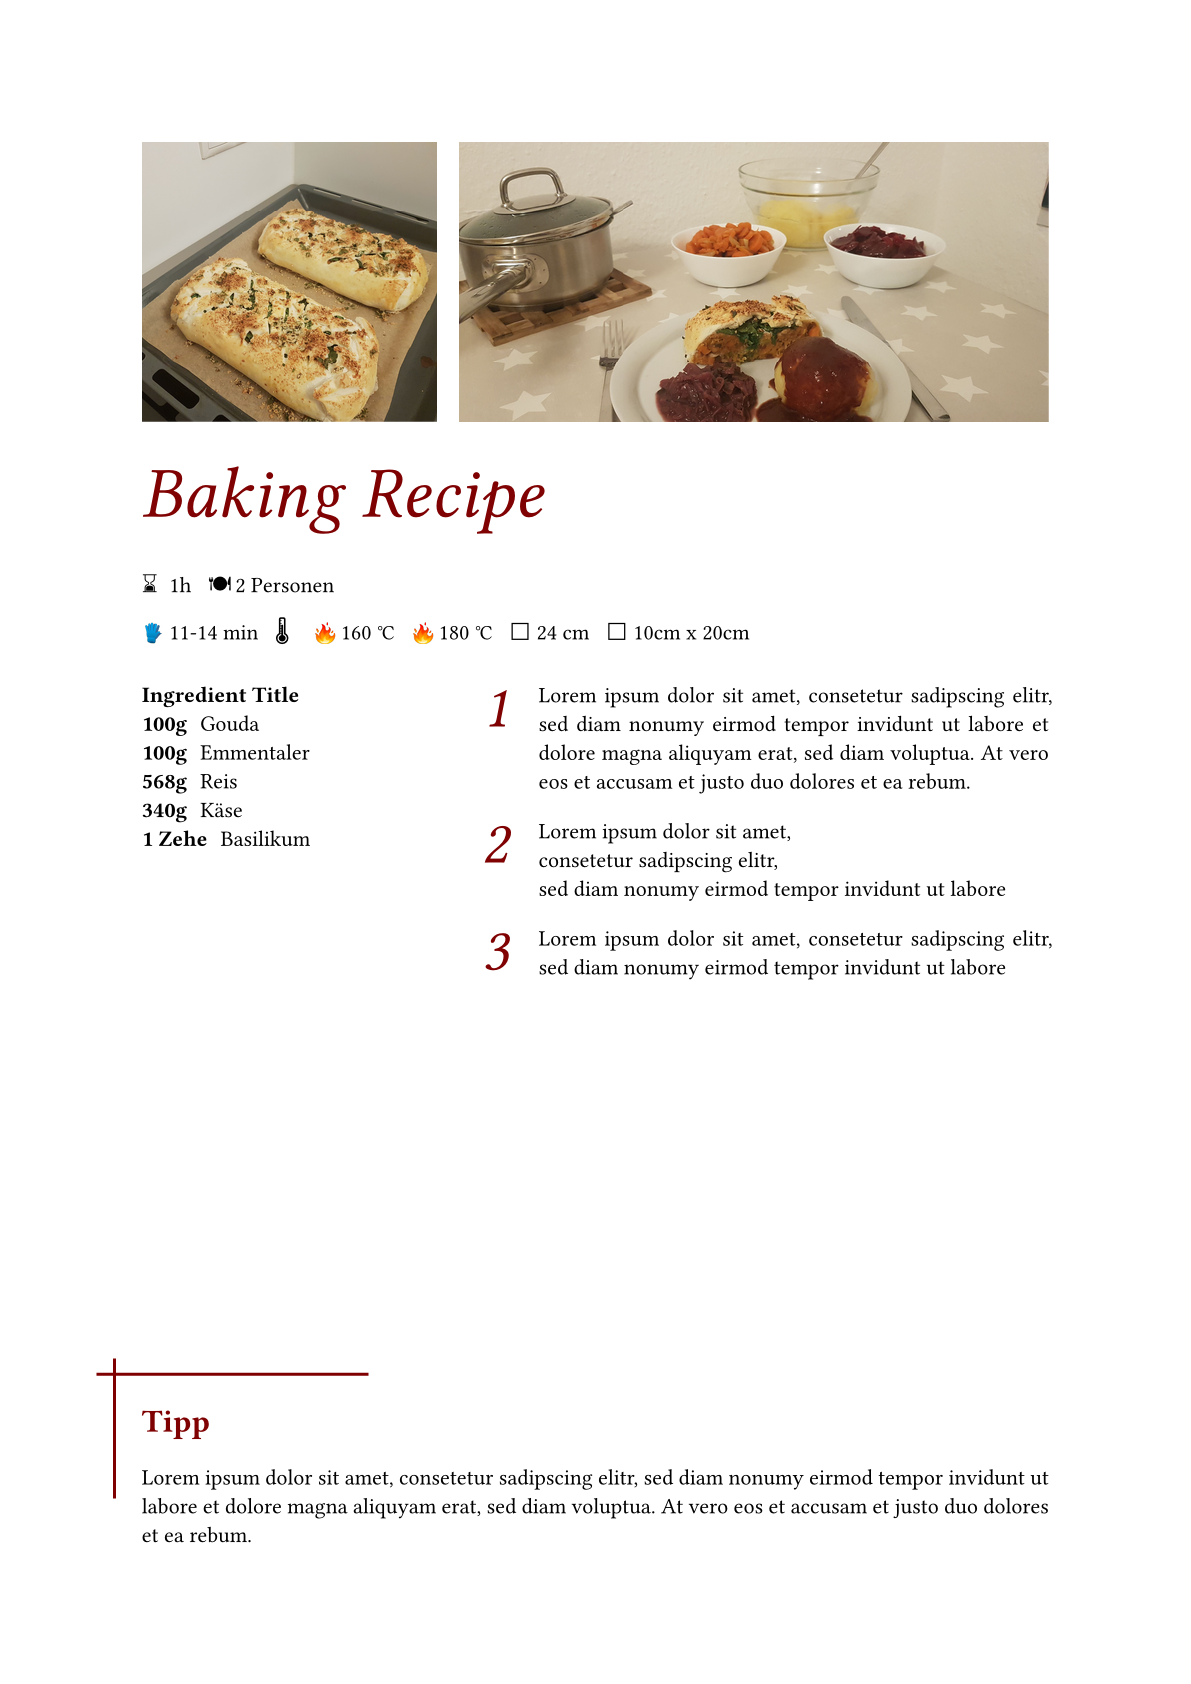 Baking Recipe
⏳ 1h 🍽 2 Personen
🧤 11-14 min 🌡 🔥 160 ℃ 🔥 180 ℃ ☐ 24 cm ☐ 10cm x 20cm
Ingredient Title
100g Gouda
100g Emmentaler
568g Reis
340g Käse
1 Zehe Basilikum
1 Lorem ipsum dolor sit amet, consetetur sadipscing elitr,
sed diam nonumy eirmod tempor invidunt ut labore et
dolore magna aliquyam erat, sed diam voluptua. At vero
eos et accusam et justo duo dolores et ea rebum.
2 Lorem ipsum dolor sit amet,
consetetur sadipscing elitr,
sed diam nonumy eirmod tempor invidunt ut labore
3 Lorem ipsum dolor sit amet, consetetur sadipscing elitr,
sed diam nonumy eirmod tempor invidunt ut labore
Tipp
Lorem ipsum dolor sit amet, consetetur sadipscing elitr, sed diam nonumy eirmod tempor invidunt ut
labore et dolore magna aliquyam erat, sed diam voluptua. At vero eos et accusam et justo duo dolores
et ea rebum.